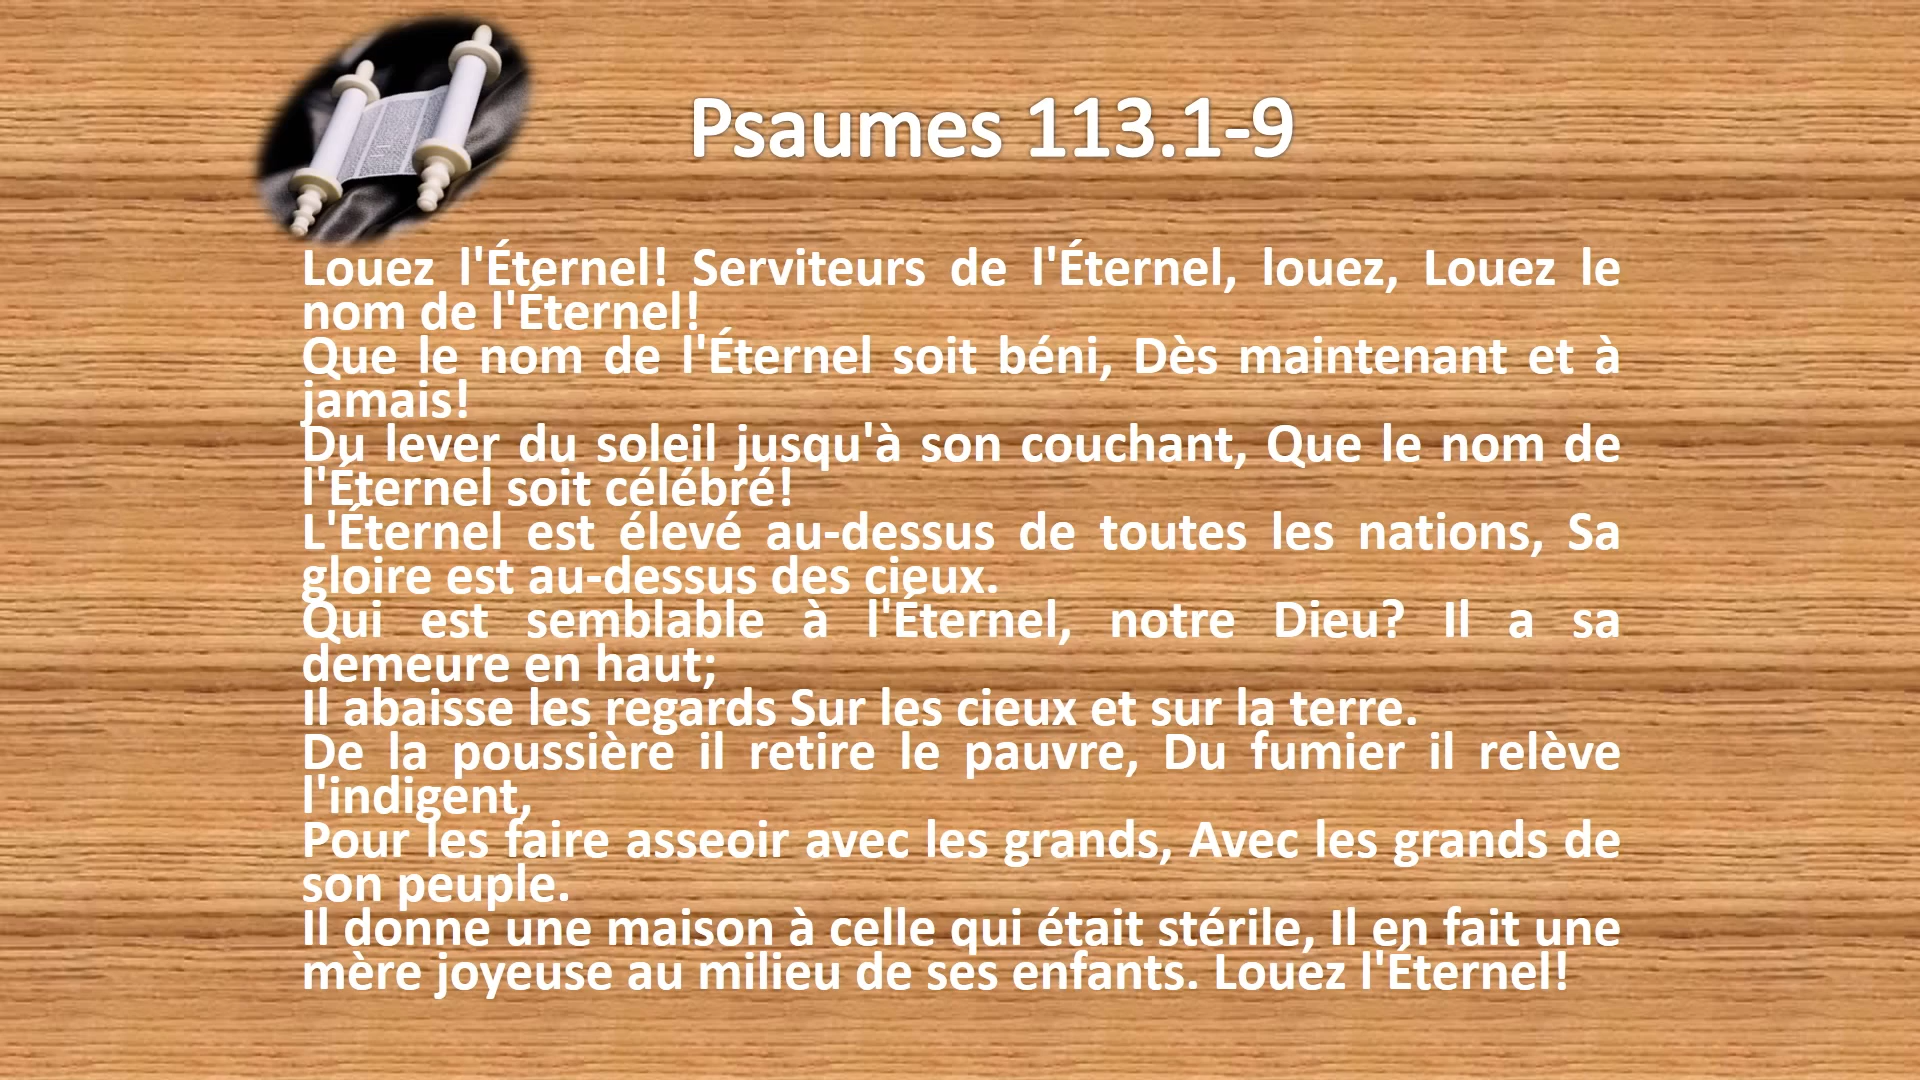 Psaumes 113.1-9
Louez l'Éternel! Serviteurs de l'Éternel, louez, Louez le
nom de l'Éternel!
Que le nom de l'Éternel soit béni, Dès maintenant et à
jamais!
Du lever du soleil jusqu'à son couchant, Que le nom de
l'Éternel soit célébré!
L'Éternel est élevé au-dessus de toutes les nations, Sa
gloire est au-dessus des cieux.
Qui est semblable à l'Éternel, notre Dieu? Il a sa
demeure en haut;
Il abaisse les regards Sur les cieux et sur la terre.
De la poussière il retire le pauvre, Du fumier il relève
l'indigent,
Pour les faire asseoir avec les grands, Avec les grands de
son peuple.
Il donne une maison à celle qui était stérile, Il en fait une
mère joyeuse au milieu de ses enfants. Louez l'Éternel!